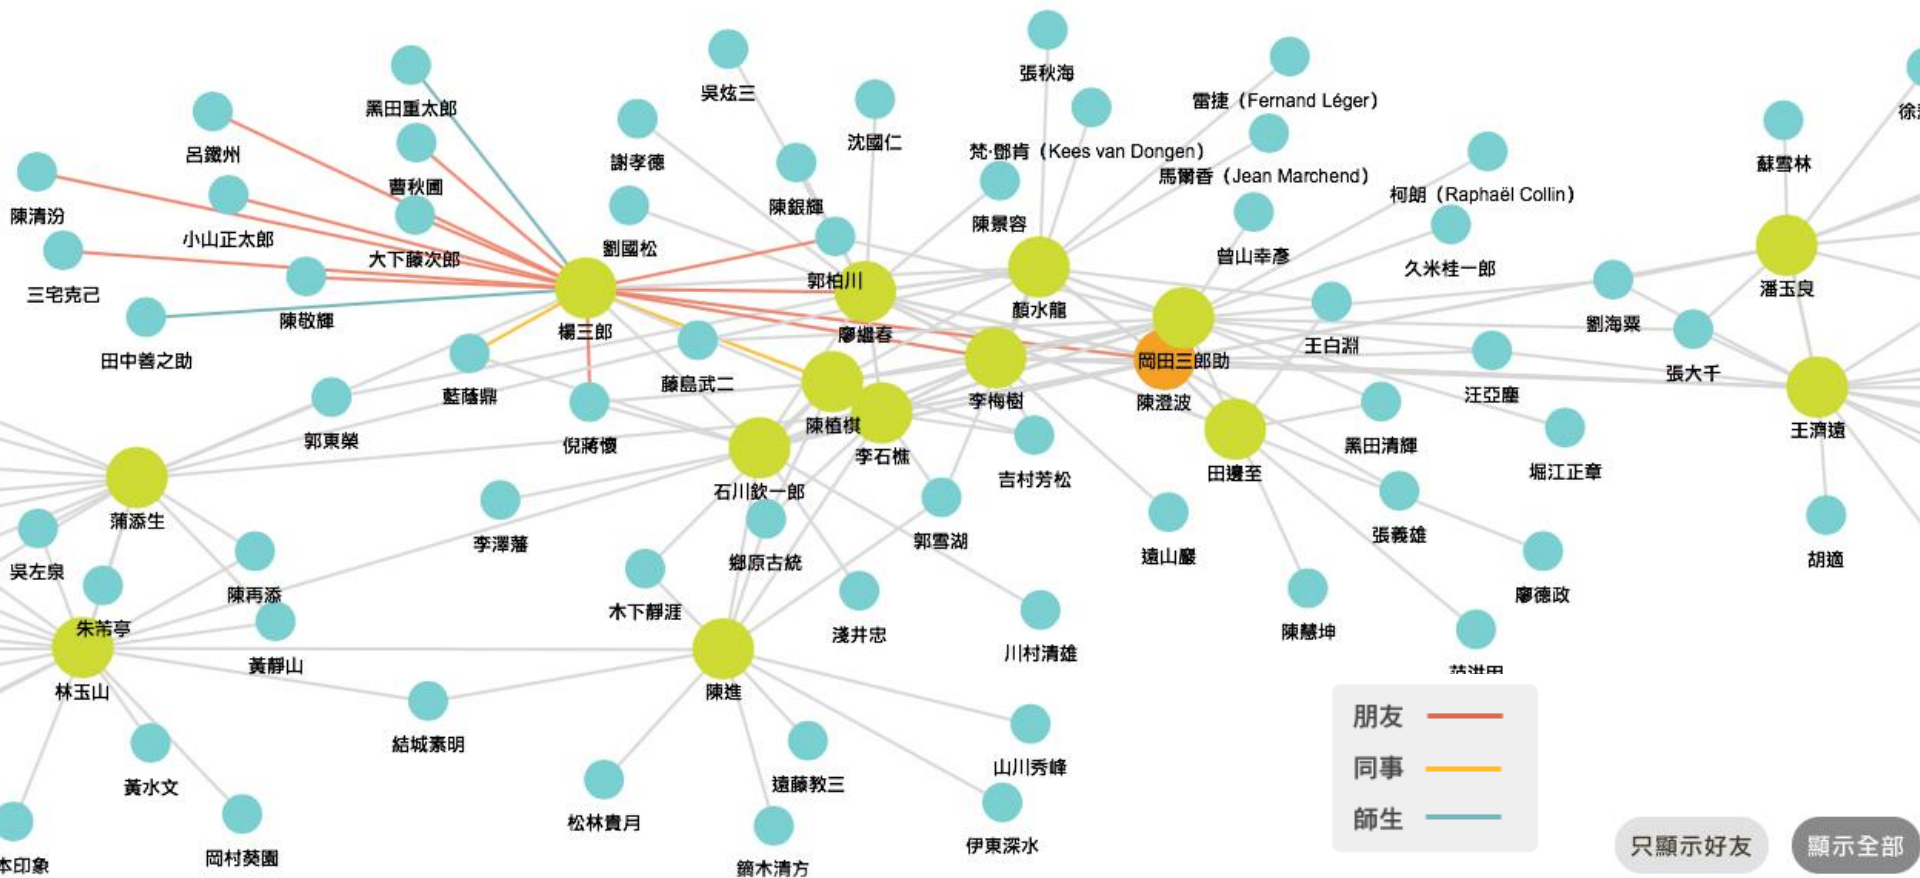 張秋海
吳炫三
雷捷（Fernand Léger）
黑田重太郎
沈國仁
梵·鄧肯（Kees van Dongen）
呂鐵州
謝孝德
蘇雪林
馬爾香（Jean Marchend）
曹秋圃
柯朗（Raphaël Collin）
陳銀輝
陳清汾
陳景容
小山正太郎
劉國松
曾山幸彥
大下藤次郎
久米桂一郎
郭柏川
三宅克己
潘玉良
顏水龍
陳敬輝
劉海粟
楊三郎
廖繼春
王白淵
田中善之助
岡田三郎助
張大千
藤島武二
藍蔭鼎
汪亞塵
李梅樹
陳澄波
陳植棋
王濟遠
郭東榮
倪蔣懷
黑田清輝
李石樵
田邊至
堀江正章
吉村芳松
石川欽一郎
蒲添生
張義雄
李澤藩
郭雪湖
遠山巖
鄉原古統
胡適
吳左泉
陳再添
廖德政
木下靜涯
朱芾亭
淺井忠
陳慧坤
川村清雄
黃靜山
林玉山
陳進
結城素明
山川秀峰
黃水文
遠藤教三
松林貴月
伊東深水
岡村葵園
本印象
鏑木清方
朋友
同事
師生
只顯示好友
顯示全部